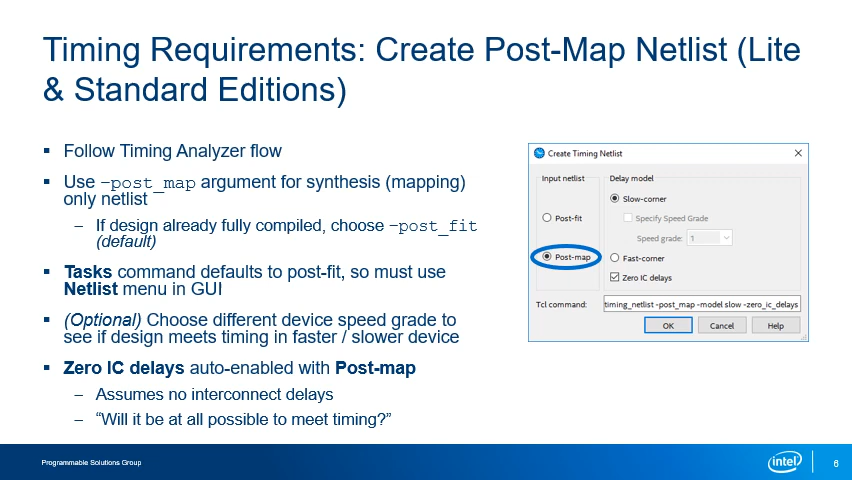 Timing Requirements: Create Post-Map Netlist (Lite
& Standard Editions)
▪ Follow Timing Analyzer flow
▪ Use –post_map argument for synthesis (mapping)
only netlist
– If design already fully compiled, choose –post_fit
(default)
▪ Tasks command defaults to post-fit, so must use
Netlist menu in GUI
▪ (Optional) Choose different device speed grade to
see if design meets timing in faster / slower device
▪ Zero IC delays auto-enabled with Post-map
– Assumes no interconnect delays
– “Will it be at all possible to meet timing?”
Create Timing Netlist
Input netlist
Post-fit
Post-map
Delay model
Slow-corner
Specify Speed Grade
Speed grade: 1
Fast-corner
Zero IC delays
Tcl command: timing_netlist -post_map -model slow -zero_ic_delays
OK Cancel Help
Programmable Solutions Group
intel
6